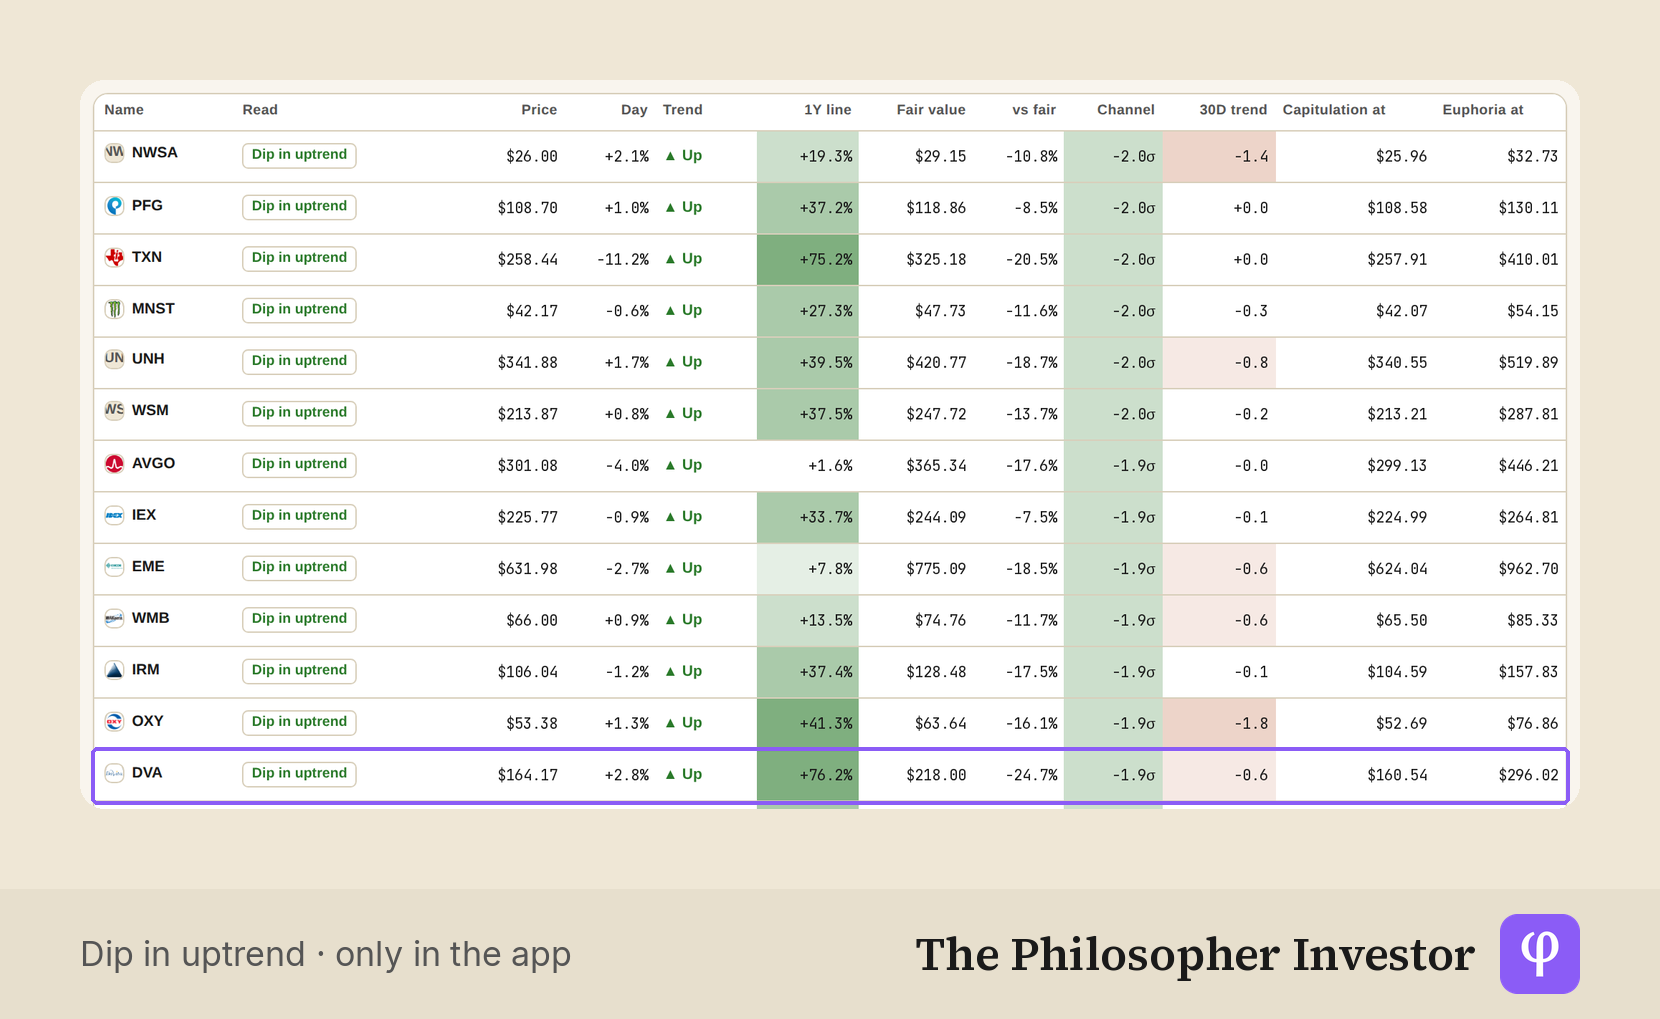 Name Read Price Day Trend 1Y line Fair value vs fair Channel 30D trend Capitulation at Euphoria at
NW NWSA Dip in uptrend $26.00 +2.1% ▲ Up +19.3% $29.15 -10.8% -2.0σ -1.4 $25.96 $32.73
PFG Dip in uptrend $108.70 +1.0% ▲ Up +37.2% $118.86 -8.5% -2.0σ +0.0 $108.58 $130.11
TXN Dip in uptrend $258.44 -11.2% ▲ Up +75.2% $325.18 -20.5% -2.0σ +0.0 $257.91 $410.01
MNST Dip in uptrend $42.17 -0.6% ▲ Up +27.3% $47.73 -11.6% -2.0σ -0.3 $42.07 $54.15
UN UNH Dip in uptrend $341.88 +1.7% ▲ Up +39.5% $420.77 -18.7% -2.0σ -0.8 $340.55 $519.89
WS WSM Dip in uptrend $213.87 +0.8% ▲ Up +37.5% $247.72 -13.7% -2.0σ -0.2 $213.21 $287.81
AVGO Dip in uptrend $301.08 -4.0% ▲ Up +1.6% $365.34 -17.6% -1.9σ -0.0 $299.13 $446.21
IDEX IEX Dip in uptrend $225.77 -0.9% ▲ Up +33.7% $244.09 -7.5% -1.9σ -0.1 $224.99 $264.81
EME Dip in uptrend $631.98 -2.7% ▲ Up +7.8% $775.09 -18.5% -1.9σ -0.6 $624.04 $962.70
WMB Dip in uptrend $66.00 +0.9% ▲ Up +13.5% $74.76 -11.7% -1.9σ -0.6 $65.50 $85.33
IRM Dip in uptrend $106.04 -1.2% ▲ Up +37.4% $128.48 -17.5% -1.9σ -0.1 $104.59 $157.83
OXY OXY Dip in uptrend $53.38 +1.3% ▲ Up +41.3% $63.64 -16.1% -1.9σ -1.8 $52.69 $76.86
DVA Dip in uptrend $164.17 +2.8% ▲ Up +76.2% $218.00 -24.7% -1.9σ -0.6 $160.54 $296.02
Dip in uptrend · only in the app
The Philosopher Investor φ